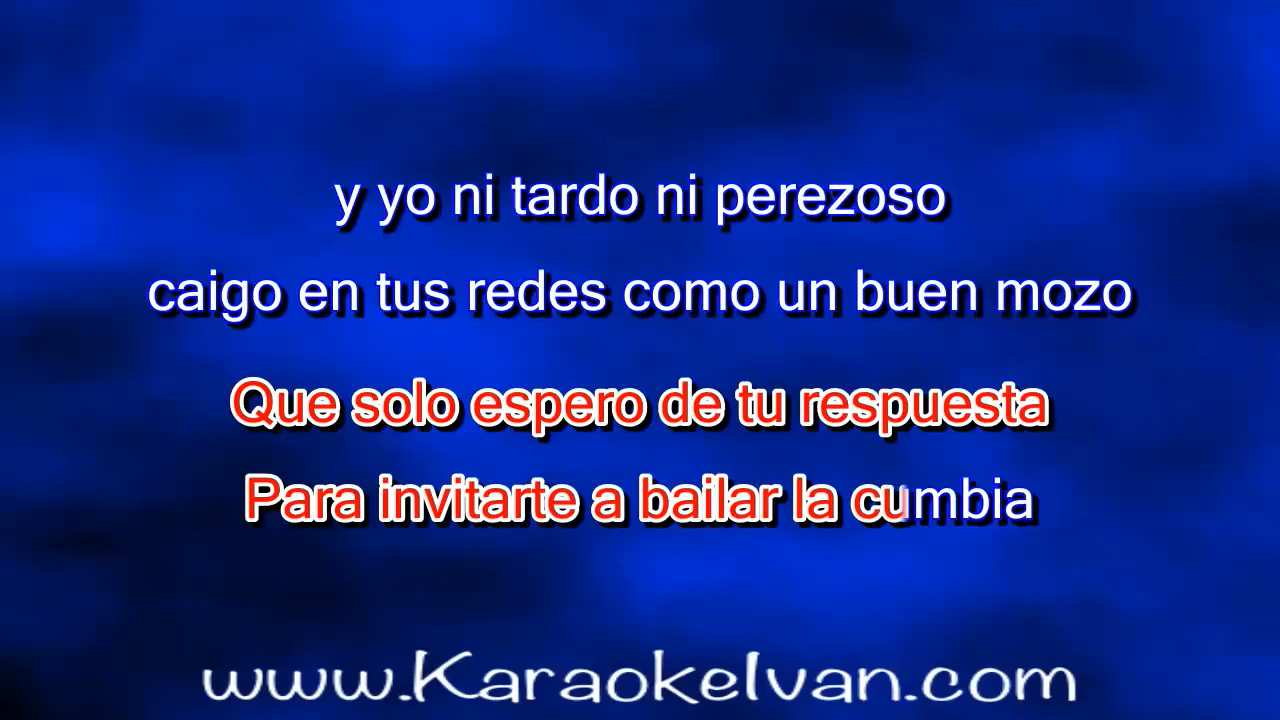 y yo ni tardo ni perezoso
caigo en tus redes como un buen mozo
Que solo espero de tu respuesta
Para invitarte a bailar la cumbia
www.KaraokeIvan.com